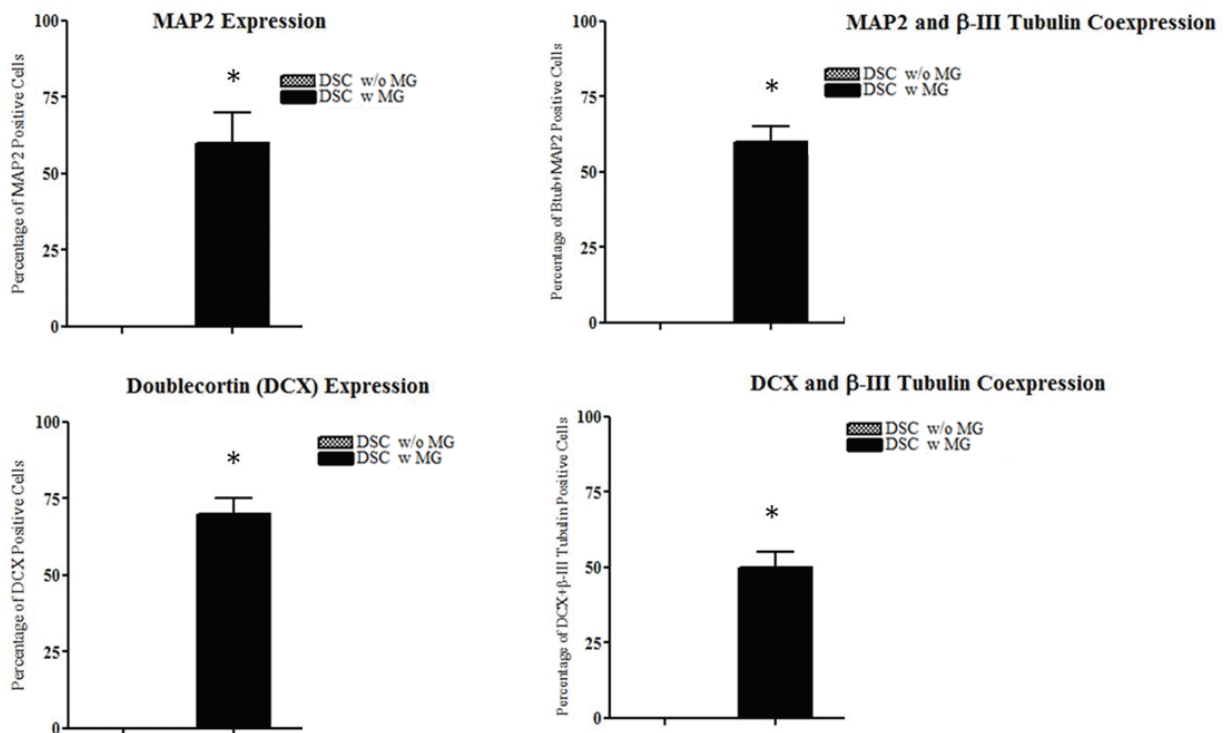 MAP2 Expression
100
75
50
25
0
Percentage of MAP2 Positive Cells
*
DSC w/o MG
DSC w MG
MAP2 and β-III Tubulin Coexpression
100
75
50
25
0
Percentage of Btub+MAP2 Positive Cells
*
DSC w/o MG
DSC w MG
Doublecortin (DCX) Expression
100
75
50
25
0
Percentage of DCX Positive Cells
*
DSC w/o MG
DSC w MG
DCX and β-III Tubulin Coexpression
100
75
50
25
0
Percentage of DCX+β-III Tubulin Positive Cells
*
DSC w/o MG
DSC w MG